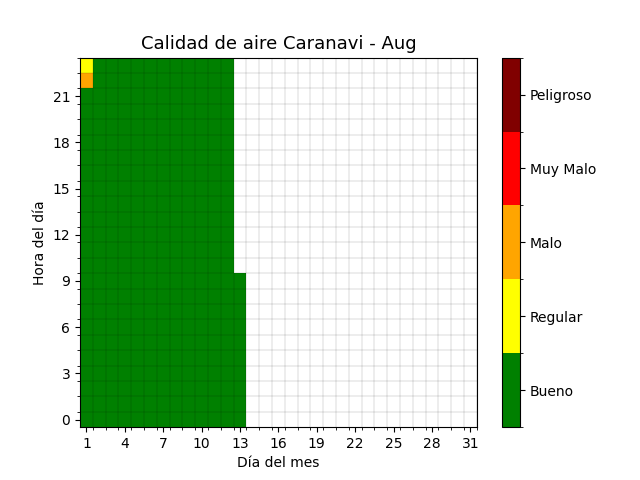 Calidad de aire Caranavi - Aug
Hora del día
21
18
15
12
9
6
3
0
1 4 7 10 13 16 19 22 25 28 31
Día del mes
Peligroso
Muy Malo
Malo
Regular
Bueno